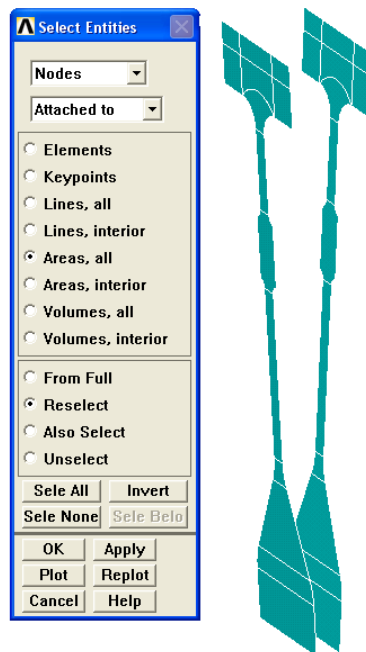 Select Entities
Nodes
Attached to
Elements
Keypoints
Lines, all
Lines, interior
Areas, all
Areas, interior
Volumes, all
Volumes, interior
From Full
Reselect
Also Select
Unselect
Sele All Invert
Sele None Sele Belo
OK Apply
Plot Replot
Cancel Help